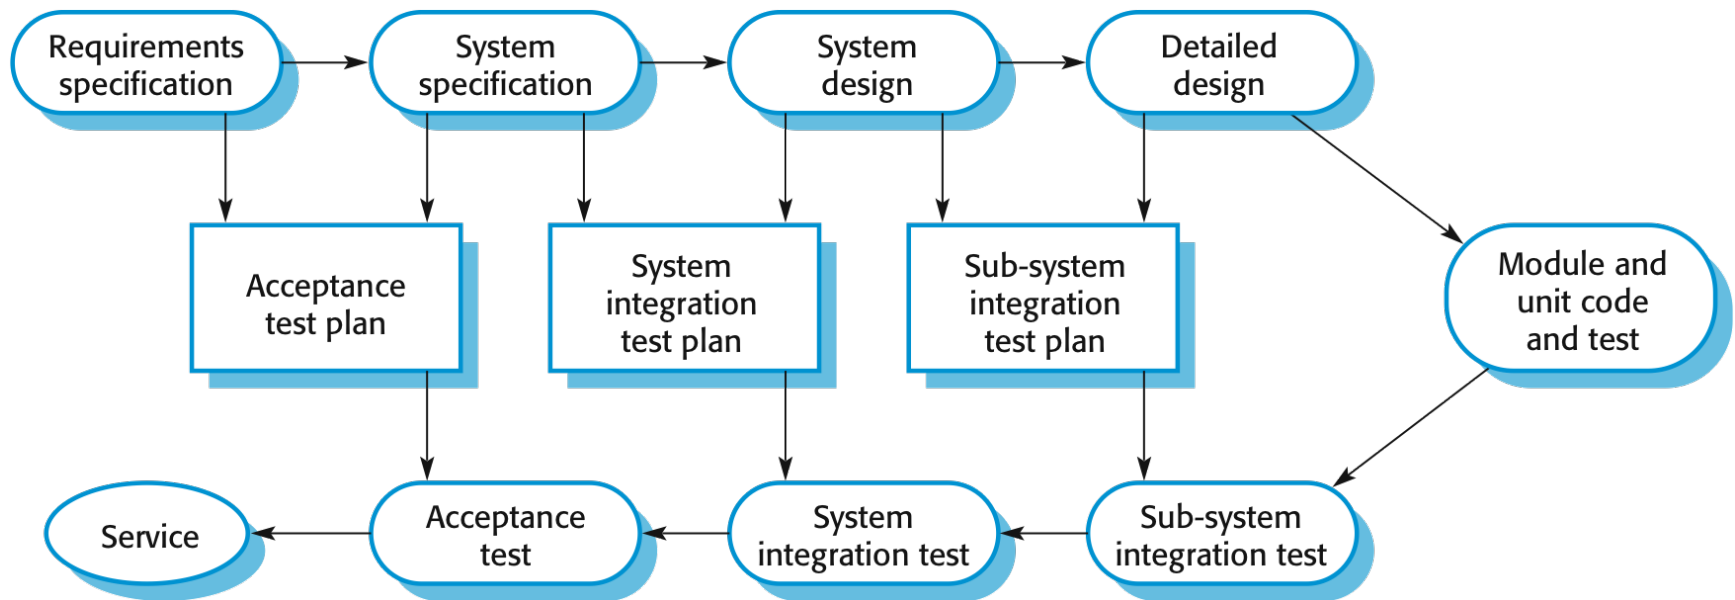 Requirements
specification
System
specification
System
design
Detailed
design
Acceptance
test plan
System
integration
test plan
Sub-system
integration
test plan
Module and
unit code
and test
Service
Acceptance
test
System
integration test
Sub-system
integration test